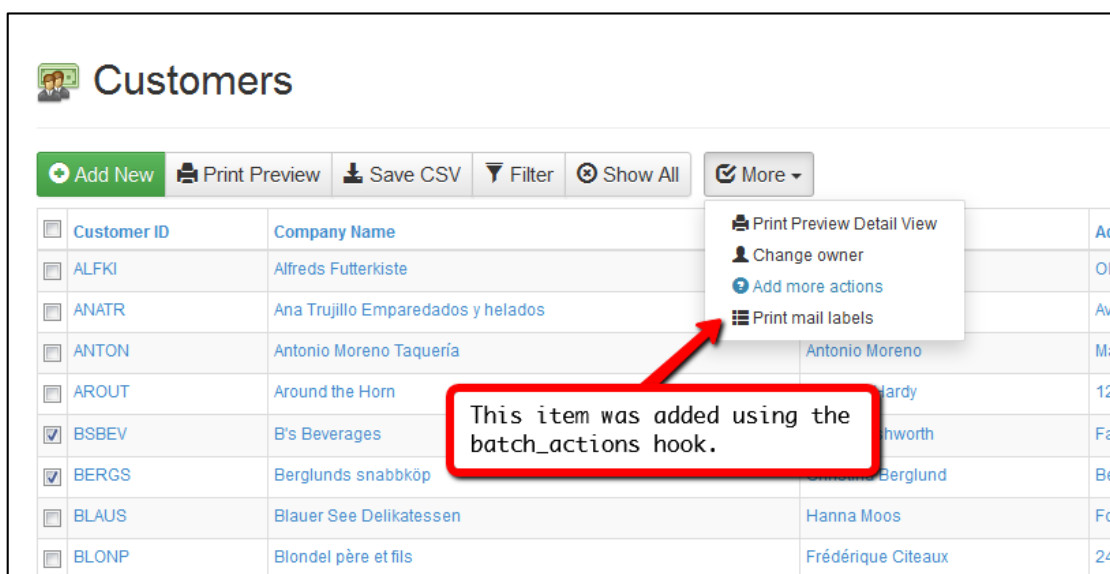 Customers
Add New Print Preview Save CSV Filter Show All More
Print Preview Detail View
Change owner
Add more actions
Print mail labels
Customer ID Company Name
ALFKI Alfreds Futterkiste
ANATR Ana Trujillo Emparedados y helados
ANTON Antonio Moreno Taquería Antonio Moreno
AROUT Around the Horn
BSBEV B's Beverages
BERGS Berglunds snabbköp Berglund
BLAUS Blauer See Delikatessen Hanna Moos
BLONP Blondel père et fils Frédérique Citeaux 24
This item was added using the
batch_actions hook.